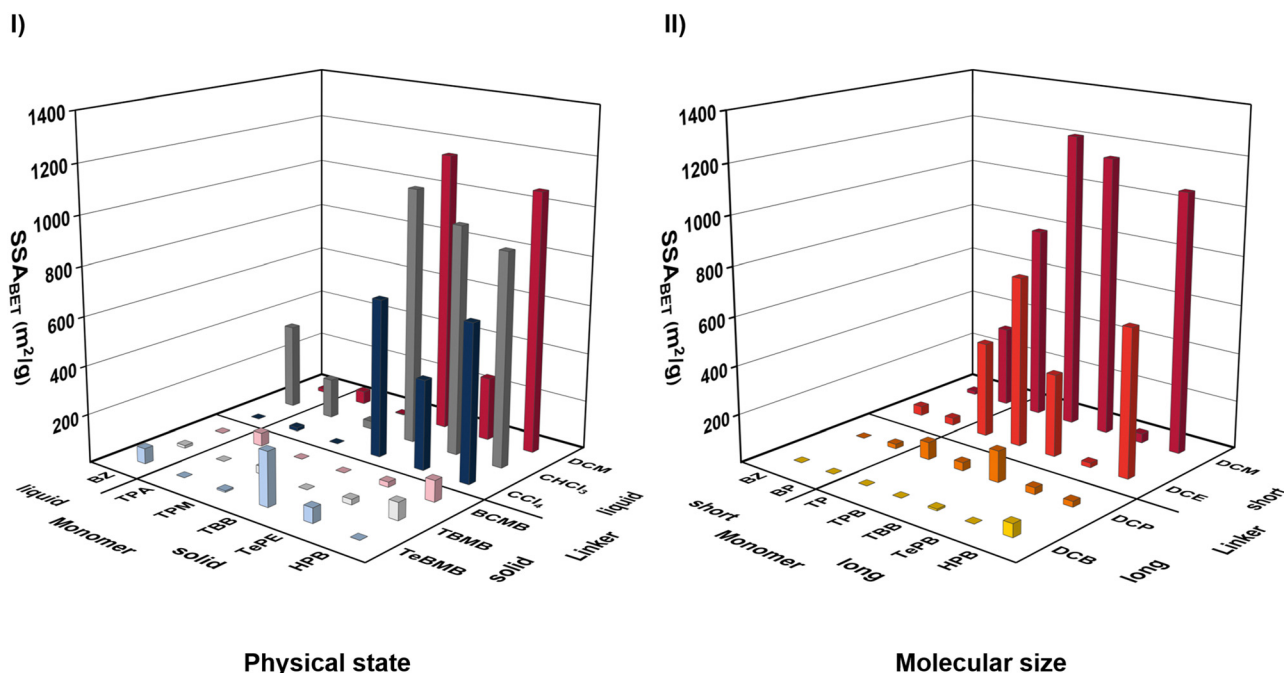 I)
1400
1200
1000
800
600
400
200
SSA_BET (m²/g)
BZ
TPA
TPM
TBB
TePE
HPB
liquid
Monomer
solid
TeBMB
TBMB
BCMB
CCl₄
CHCl₃
DCM
solid
Linker
liquid
Physical state
II)
1400
1200
1000
800
600
400
200
SSA_BET (m²/g)
BZ
BP
TP
TPB
TBB
TePB
HPB
short
Monomer
long
DCB
DCP
DCE
DCM
long
Linker
short
Molecular size